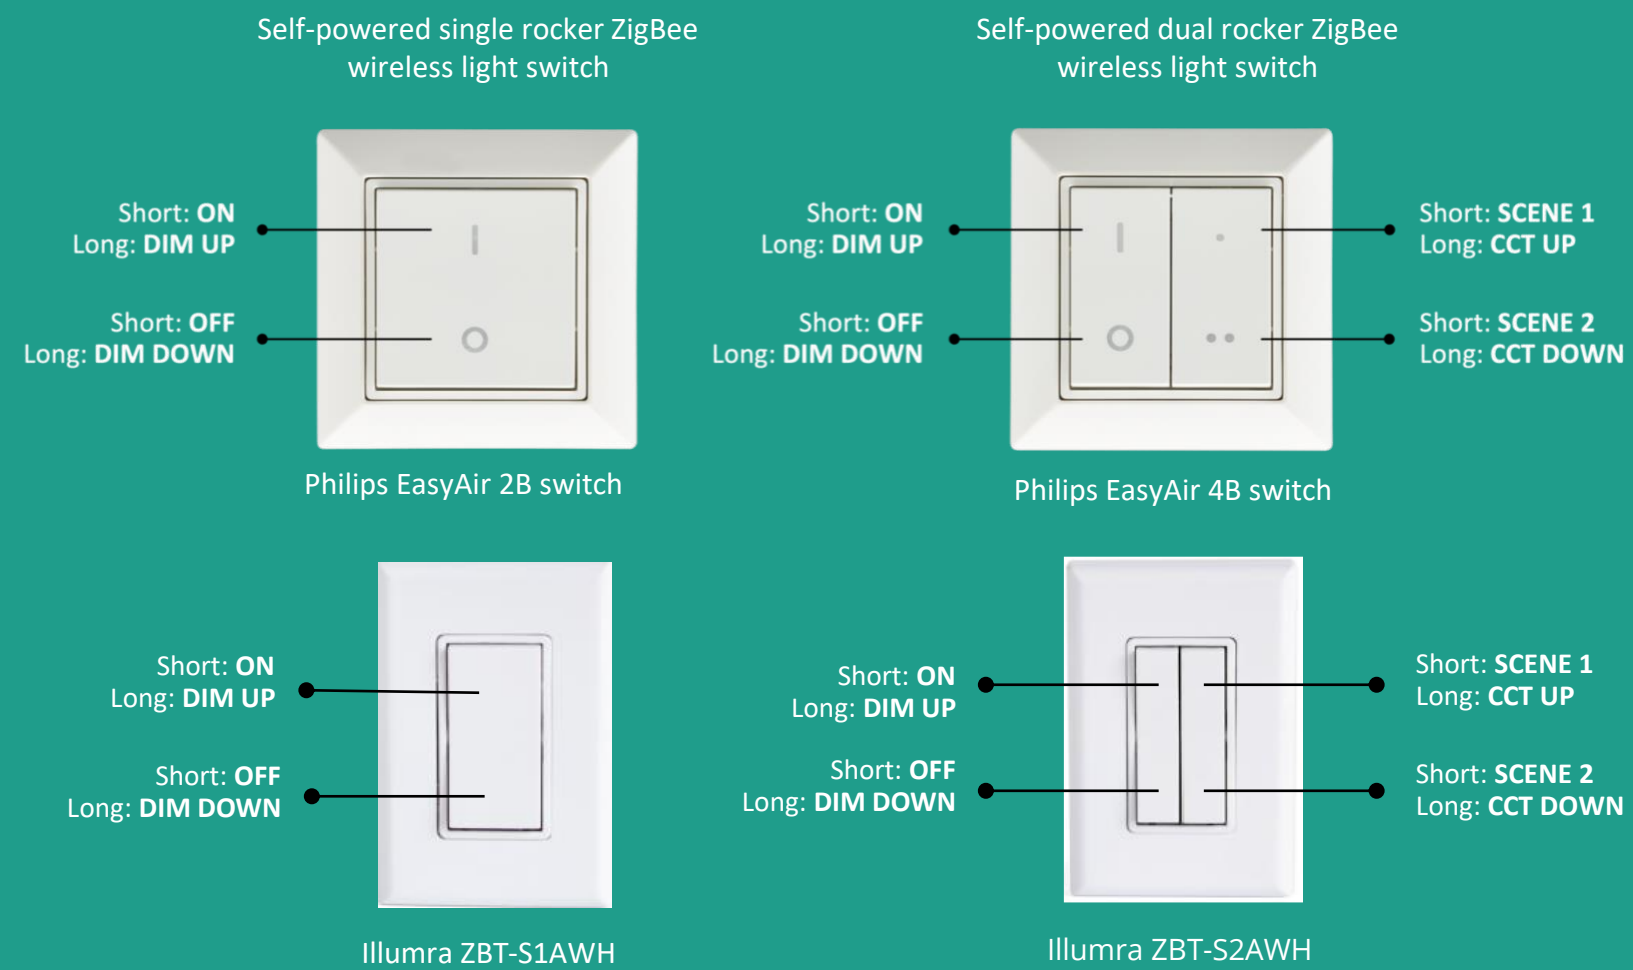 Self-powered single rocker ZigBee
wireless light switch
Self-powered dual rocker ZigBee
wireless light switch
Short: ON
Long: DIM UP
Short: OFF
Long: DIM DOWN
Philips EasyAir 2B switch
Short: ON
Long: DIM UP
Short: OFF
Long: DIM DOWN
Short: SCENE 1
Long: CCT UP
Short: SCENE 2
Long: CCT DOWN
Philips EasyAir 4B switch
Short: ON
Long: DIM UP
Short: OFF
Long: DIM DOWN
Illumra ZBT-S1AWH
Short: ON
Long: DIM UP
Short: OFF
Long: DIM DOWN
Short: SCENE 1
Long: CCT UP
Short: SCENE 2
Long: CCT DOWN
Illumra ZBT-S2AWH